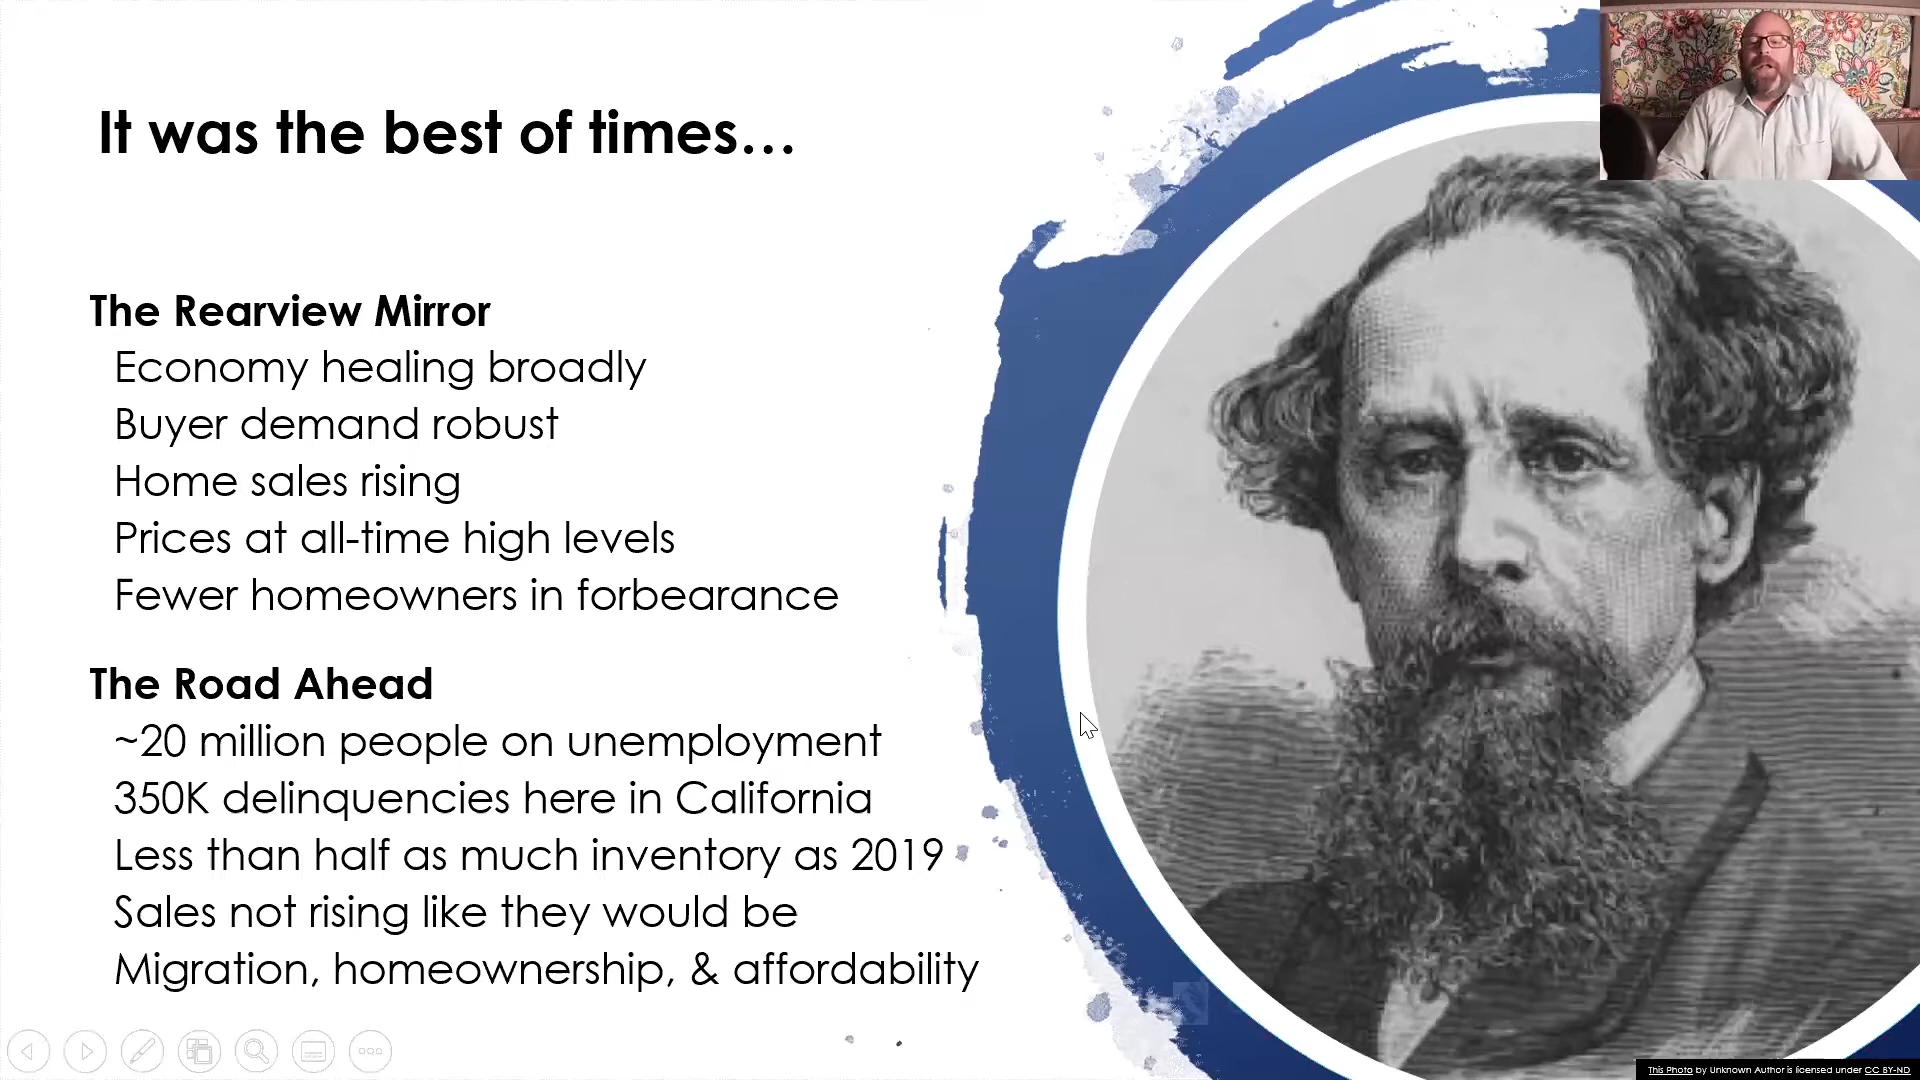 It was the best of times…
The Rearview Mirror
Economy healing broadly
Buyer demand robust
Home sales rising
Prices at all-time high levels
Fewer homeowners in forbearance
The Road Ahead
~20 million people on unemployment
350K delinquencies here in California
Less than half as much inventory as 2019
Sales not rising like they would be
Migration, homeownership, & affordability
This Photo by Unknown Author is licensed under CC BY-ND